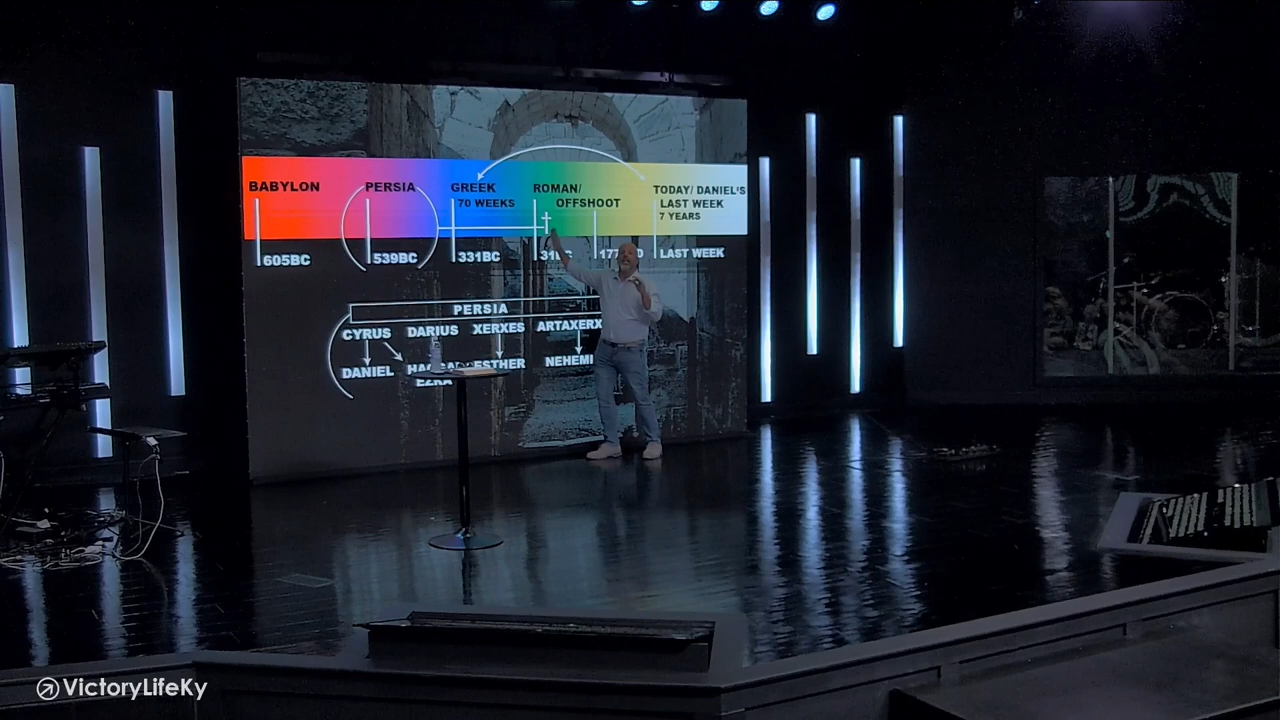 BABYLON PERSIA GREEK ROMAN/ TODAY/ DANIEL'S
70 WEEKS OFFSHOOT LAST WEEK
7 YEARS
605BC 539BC 331BC LAST WEEK
PERSIA
CYRUS DARIUS XERXES
DANIEL ESTHER
VictoryLifeKy